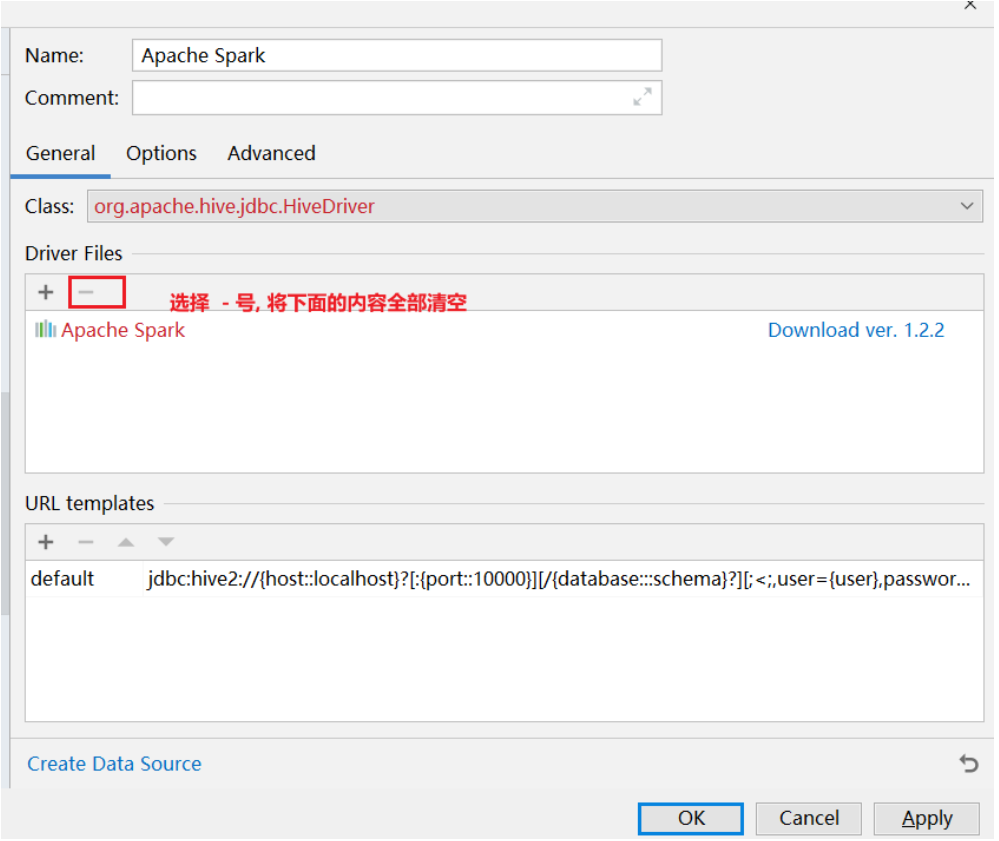 Name: Apache Spark
Comment:
General Options Advanced
Class: org.apache.hive.jdbc.HiveDriver
Driver Files
选择 - 号, 将下面的内容全部清空
Apache Spark Download ver. 1.2.2
URL templates
default jdbc:hive2://{host::localhost}?[:{port::10000}][/{database:::schema}?][;<;,user={user},passwor...
Create Data Source
OK Cancel Apply